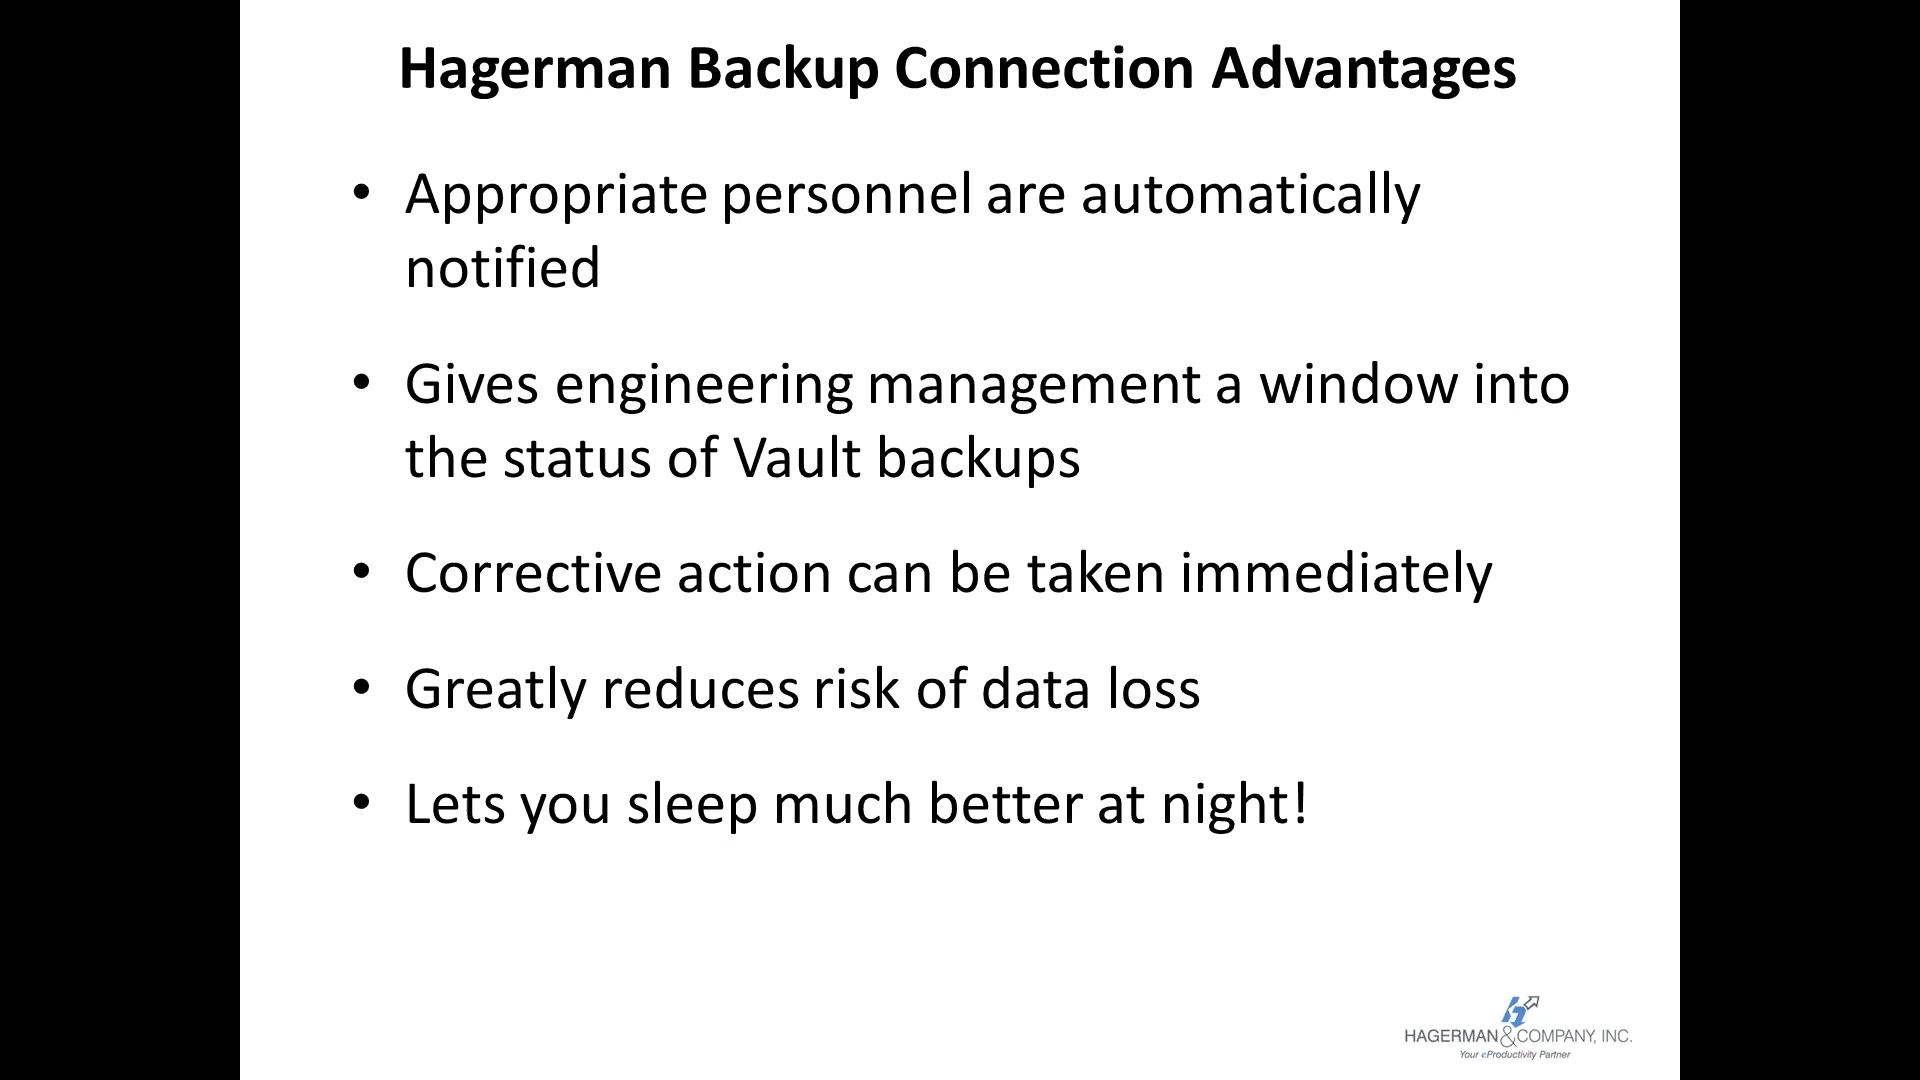 Hagerman Backup Connection Advantages
• Appropriate personnel are automatically
notified
• Gives engineering management a window into
the status of Vault backups
• Corrective action can be taken immediately
• Greatly reduces risk of data loss
• Lets you sleep much better at night!
HAGERMAN&COMPANY, INC.
Your eProductivity Partner